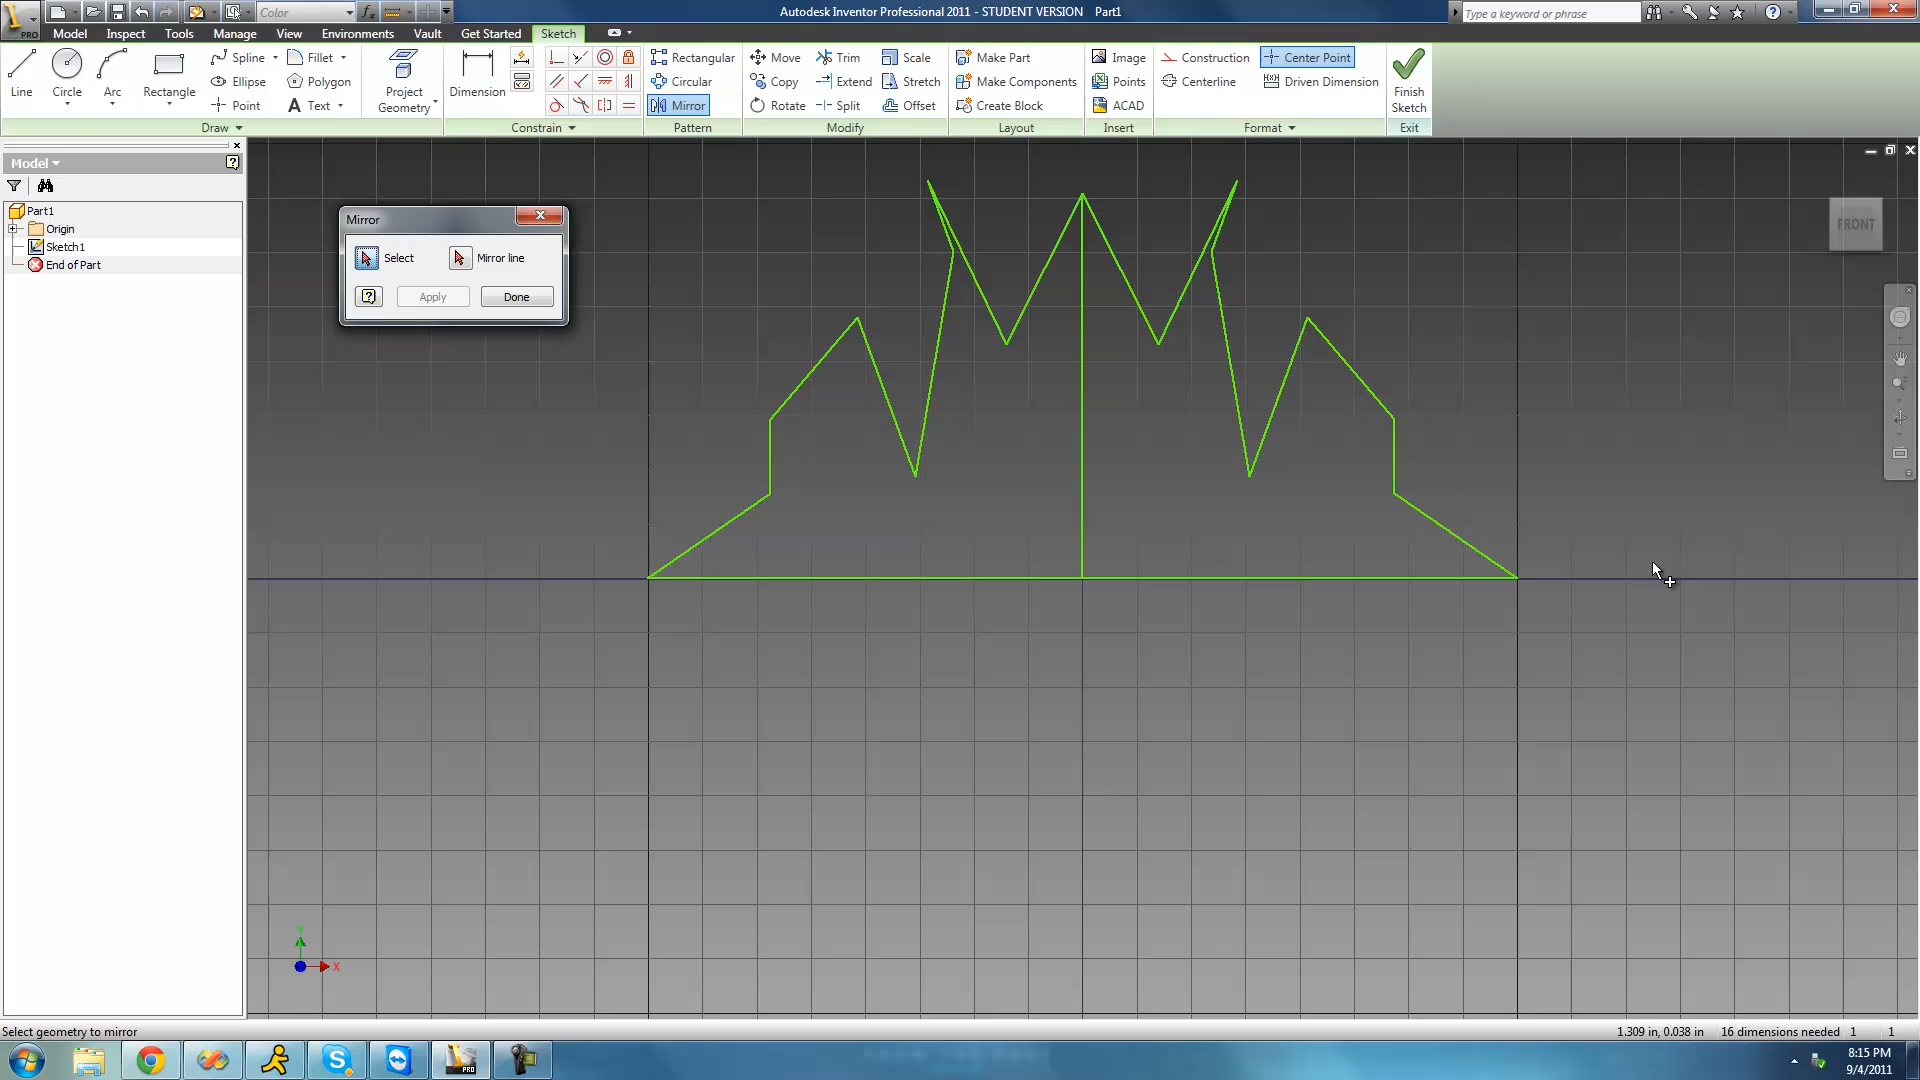 Color
Autodesk Inventor Professional 2011 - STUDENT VERSION Part1
Type a keyword or phrase
PRO
Model Inspect Tools Manage View Environments Vault Get Started Sketch
Line
Circle
Arc
Rectangle
Spline
Ellipse
Point
Fillet
Polygon
Text
Draw
Project Geometry
Dimension
Constrain
Rectangular
Circular
Mirror
Pattern
Move
Copy
Rotate
Trim
Extend
Split
Scale
Stretch
Offset
Modify
Make Part
Make Components
Create Block
Layout
Image
Points
ACAD
Insert
Construction
Centerline
Center Point
Driven Dimension
Format
Finish Sketch
Exit
Model
Part1
Origin
Sketch1
End of Part
Mirror
Select Mirror line
Apply Done
FRONT
Y
X
Select geometry to mirror
1.309 in, 0.038 in 16 dimensions needed 1 1
PRO
8:15 PM
9/4/2011